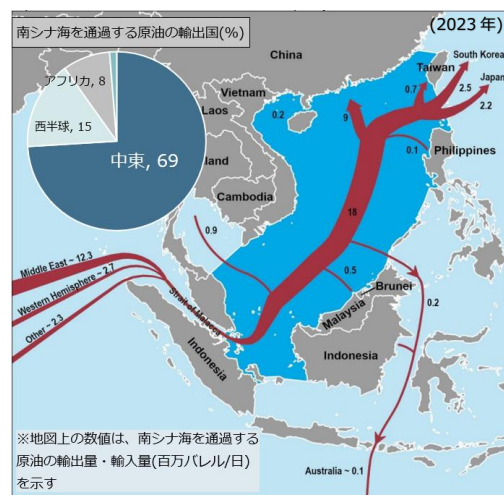 南シナ海を通過する原油の輸出国(%)
(2023 年)
アフリカ, 8
西半球, 15
中東, 69
China
Taiwan
South Korea
Japan
0.7
2.5
2.2
Vietnam
0.2
9
Laos
land
0.1
Philippines
Cambodia
18
0.9
0.5
Brunei
0.2
Malaysia
Middle East ~ 12.3
Western Hemisphere ~ 2.7
Other ~ 2.3
Strait of Malacca
Indonesia
Indonesia
※地図上の数値は、南シナ海を通過する
原油の輸出量・輸入量(百万バレル/日)
を示す
Australia ~ 0.1